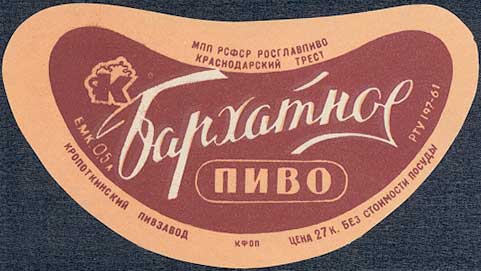 МПП РСФСР РОСГЛАВПИВО
КРАСНОДАРСКИЙ ТРЕСТ
К
Бархатное
ПИВО
ЕМК 0,5 л
РТУ 197-61
КРОПОТКИНСКИЙ ПИВЗАВОД
КФОП
ЦЕНА 27 К. БЕЗ СТОИМОСТИ ПОСУДЫ